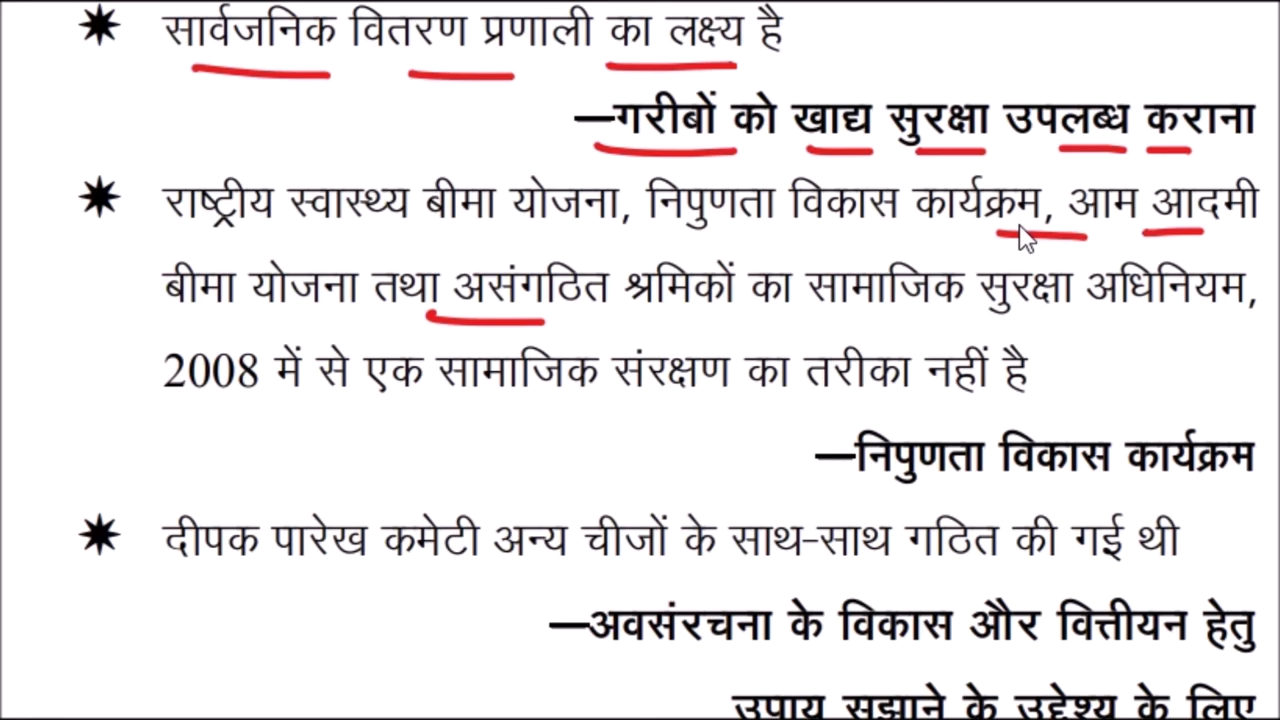 ✷ सार्वजनिक वितरण प्रणाली का लक्ष्य है
—गरीबों को खाद्य सुरक्षा उपलब्ध कराना
✷ राष्ट्रीय स्वास्थ्य बीमा योजना, निपुणता विकास कार्यक्रम, आम आदमी
बीमा योजना तथा असंगठित श्रमिकों का सामाजिक सुरक्षा अधिनियम,
2008 में से एक सामाजिक संरक्षण का तरीका नहीं है
—निपुणता विकास कार्यक्रम
✷ दीपक पारेख कमेटी अन्य चीजों के साथ-साथ गठित की गई थी
—अवसंरचना के विकास और वित्तीयन हेतु
उपाय सुझाने के उद्देश्य के लिए